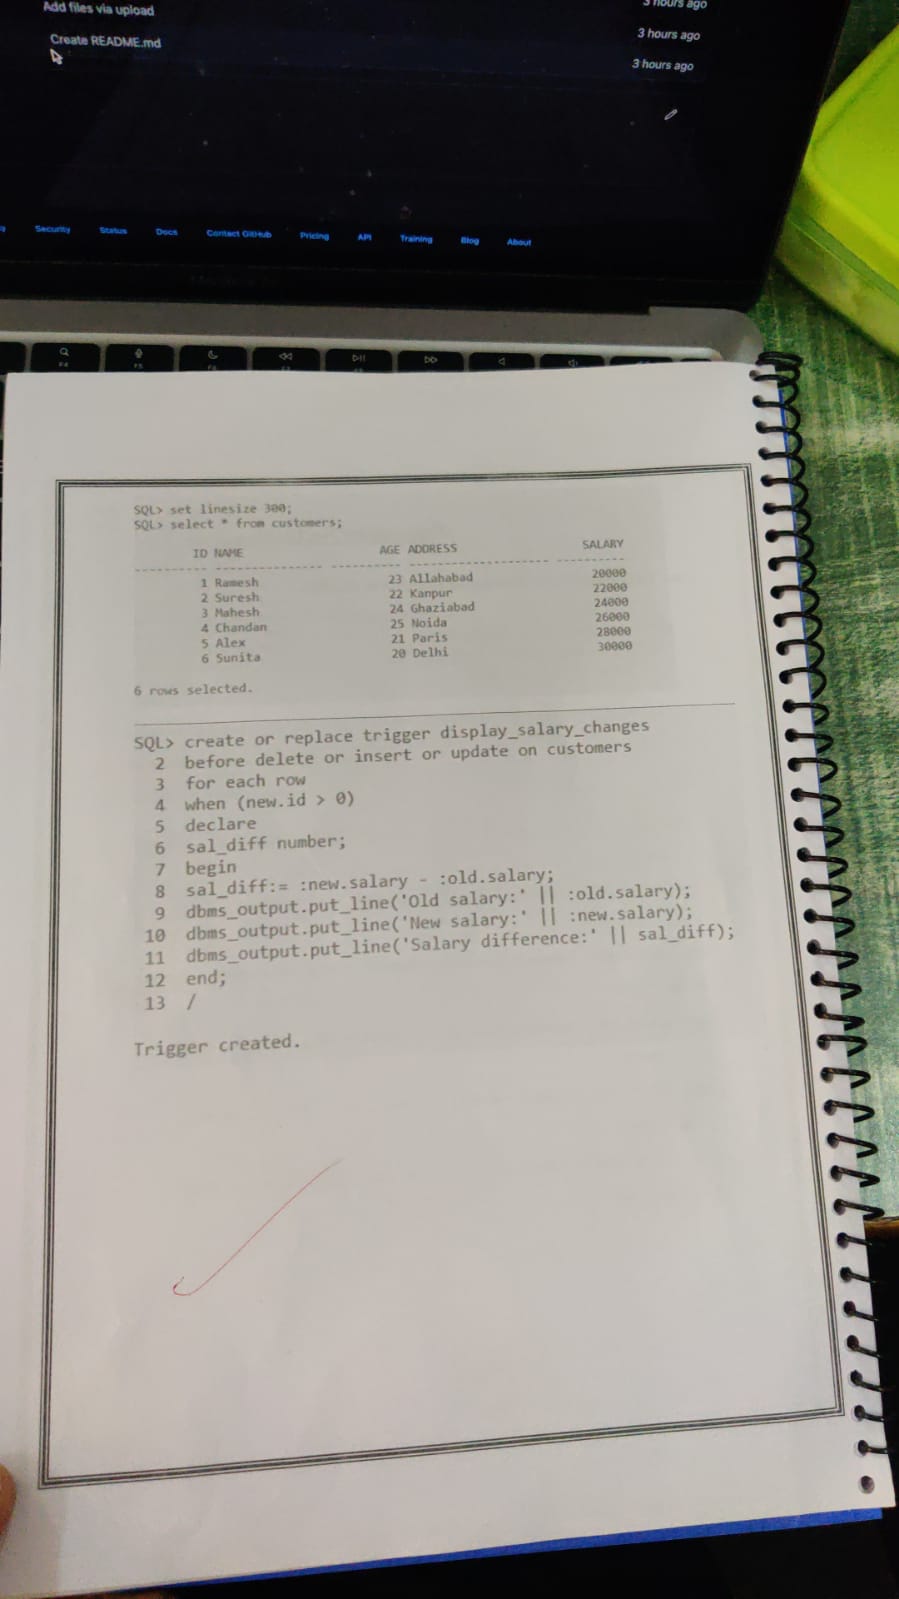 Add files via upload
3 hours ago
Create README.md
3 hours ago
3 hours ago
Security Status Docs Contact GitHub Pricing API Training Blog About
SQL> set linesize 300;
SQL> select * from customers;
ID NAME AGE ADDRESS SALARY
---------- -------------------- ---------- ------------------------- ----------
1 Ramesh 23 Allahabad 20000
2 Suresh 22 Kanpur 22000
3 Mahesh 24 Ghaziabad 24000
4 Chandan 25 Noida 26000
5 Alex 21 Paris 28000
6 Sunita 20 Delhi 30000
6 rows selected.
SQL> create or replace trigger display_salary_changes
2 before delete or insert or update on customers
3 for each row
4 when (new.id > 0)
5 declare
6 sal_diff number;
7 begin
8 sal_diff:= :new.salary - :old.salary;
9 dbms_output.put_line('Old salary:' || :old.salary);
10 dbms_output.put_line('New salary:' || :new.salary);
11 dbms_output.put_line('Salary difference:' || sal_diff);
12 end;
13 /
Trigger created.